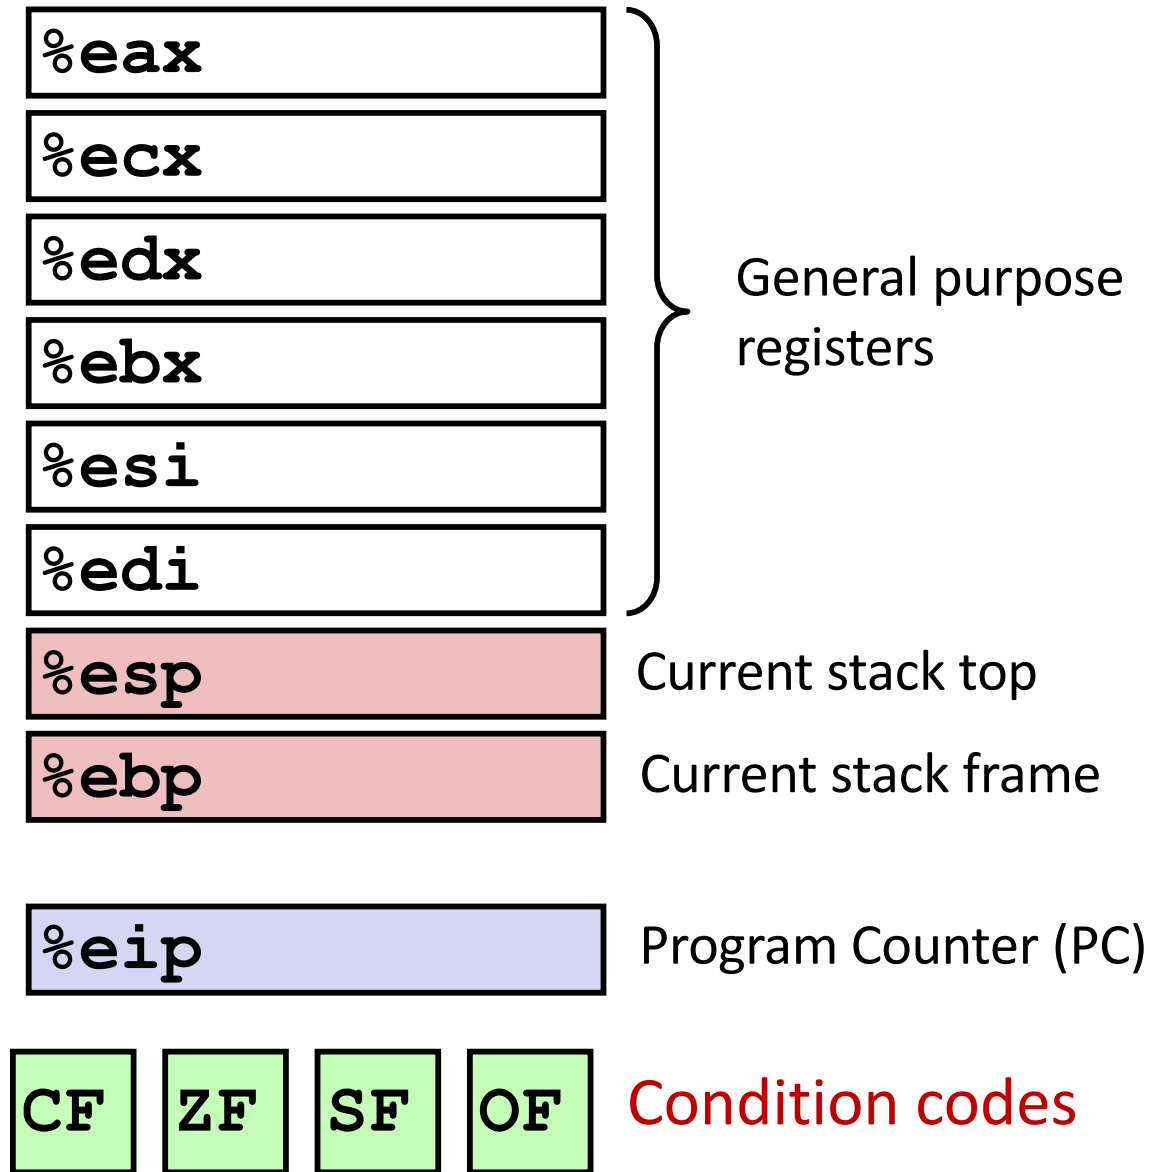 %eax
%ecx
%edx
General purpose
registers
%ebx
%esi
%edi
%esp Current stack top
%ebp Current stack frame
%eip Program Counter (PC)
CF ZF SF OF Condition codes